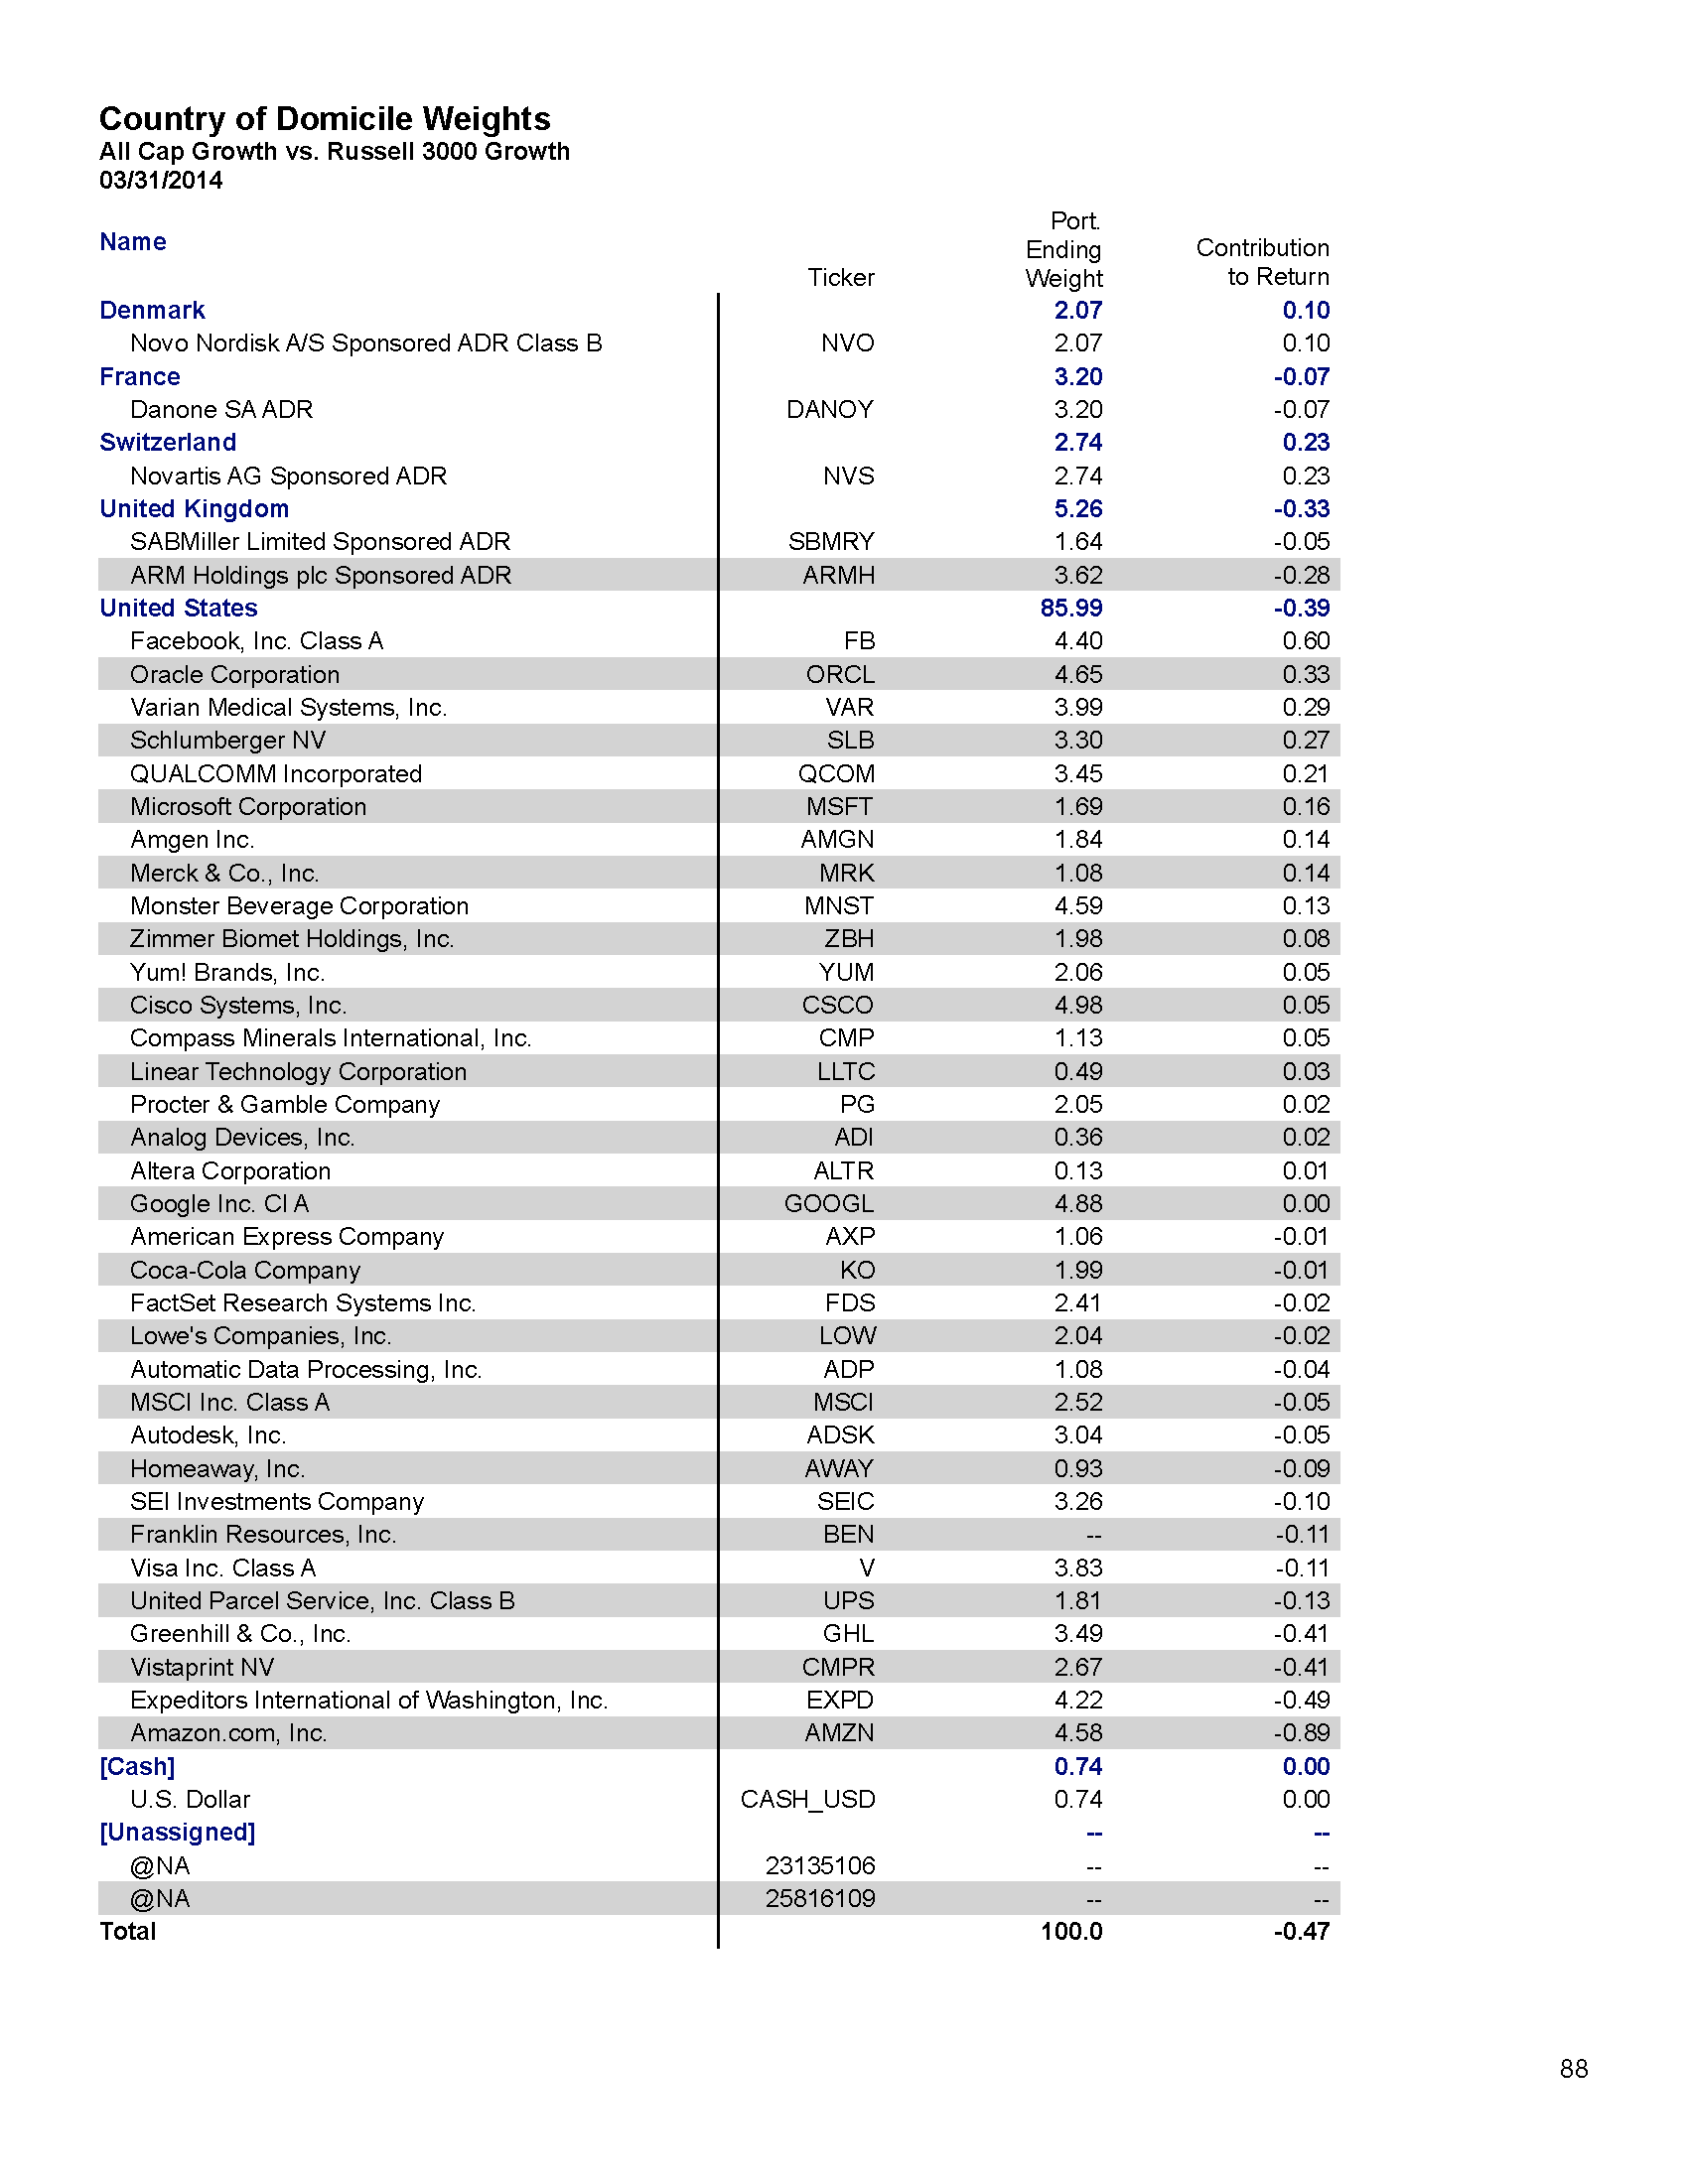 Country of Domicile Weights
All Cap Growth vs. Russell 3000 Growth
03/31/2014
Name Ticker Port. Ending Weight Contribution to Return
Denmark 2.07 0.10
Novo Nordisk A/S Sponsored ADR Class B NVO 2.07 0.10
France 3.20 -0.07
Danone SA ADR DANOY 3.20 -0.07
Switzerland 2.74 0.23
Novartis AG Sponsored ADR NVS 2.74 0.23
United Kingdom 5.26 -0.33
SABMiller Limited Sponsored ADR SBMRY 1.64 -0.05
ARM Holdings plc Sponsored ADR ARMH 3.62 -0.28
United States 85.99 -0.39
Facebook, Inc. Class A FB 4.40 0.60
Oracle Corporation ORCL 4.65 0.33
Varian Medical Systems, Inc. VAR 3.99 0.29
Schlumberger NV SLB 3.30 0.27
QUALCOMM Incorporated QCOM 3.45 0.21
Microsoft Corporation MSFT 1.69 0.16
Amgen Inc. AMGN 1.84 0.14
Merck & Co., Inc. MRK 1.08 0.14
Monster Beverage Corporation MNST 4.59 0.13
Zimmer Biomet Holdings, Inc. ZBH 1.98 0.08
Yum! Brands, Inc. YUM 2.06 0.05
Cisco Systems, Inc. CSCO 4.98 0.05
Compass Minerals International, Inc. CMP 1.13 0.05
Linear Technology Corporation LLTC 0.49 0.03
Procter & Gamble Company PG 2.05 0.02
Analog Devices, Inc. ADI 0.36 0.02
Altera Corporation ALTR 0.13 0.01
Google Inc. Cl A GOOGL 4.88 0.00
American Express Company AXP 1.06 -0.01
Coca-Cola Company KO 1.99 -0.01
FactSet Research Systems Inc. FDS 2.41 -0.02
Lowe's Companies, Inc. LOW 2.04 -0.02
Automatic Data Processing, Inc. ADP 1.08 -0.04
MSCI Inc. Class A MSCI 2.52 -0.05
Autodesk, Inc. ADSK 3.04 -0.05
Homeaway, Inc. AWAY 0.93 -0.09
SEI Investments Company SEIC 3.26 -0.10
Franklin Resources, Inc. BEN -- -0.11
Visa Inc. Class A V 3.83 -0.11
United Parcel Service, Inc. Class B UPS 1.81 -0.13
Greenhill & Co., Inc. GHL 3.49 -0.41
Vistaprint NV CMPR 2.67 -0.41
Expeditors International of Washington, Inc. EXPD 4.22 -0.49
Amazon.com, Inc. AMZN 4.58 -0.89
[Cash] 0.74 0.00
U.S. Dollar CASH_USD 0.74 0.00
[Unassigned] -- --
@NA 23135106 -- --
@NA 25816109 -- --
Total 100.0 -0.47
88